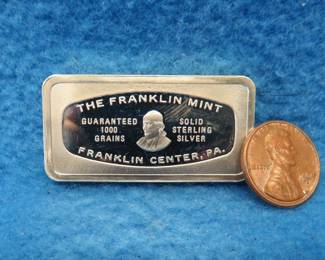 THE FRANKLIN MINT
GUARANTEED
1000
GRAINS
SOLID
STERLING
SILVER
FRANKLIN CENTER, PA.